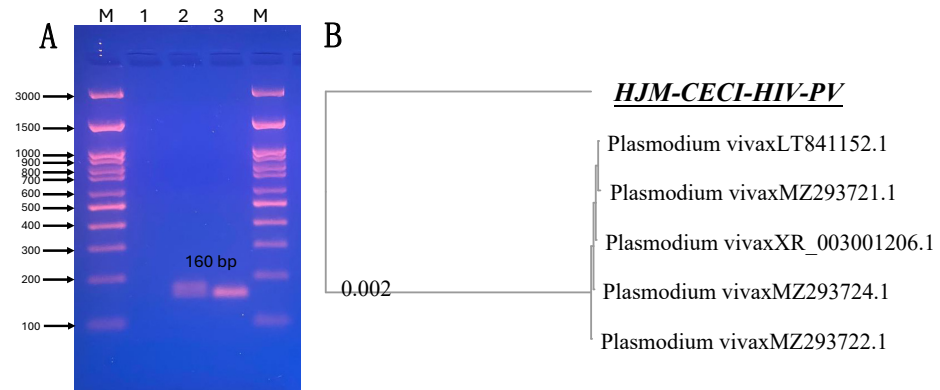 M 1 2 3 M
A
B
3000
1500
1000
900
800
700
600
500
400
300
200
100
160 bp
HJM-CECI-HIV-PV
Plasmodium vivaxLT841152.1
Plasmodium vivaxMZ293721.1
Plasmodium vivaxXR_003001206.1
Plasmodium vivaxMZ293724.1
Plasmodium vivaxMZ293722.1
0.002